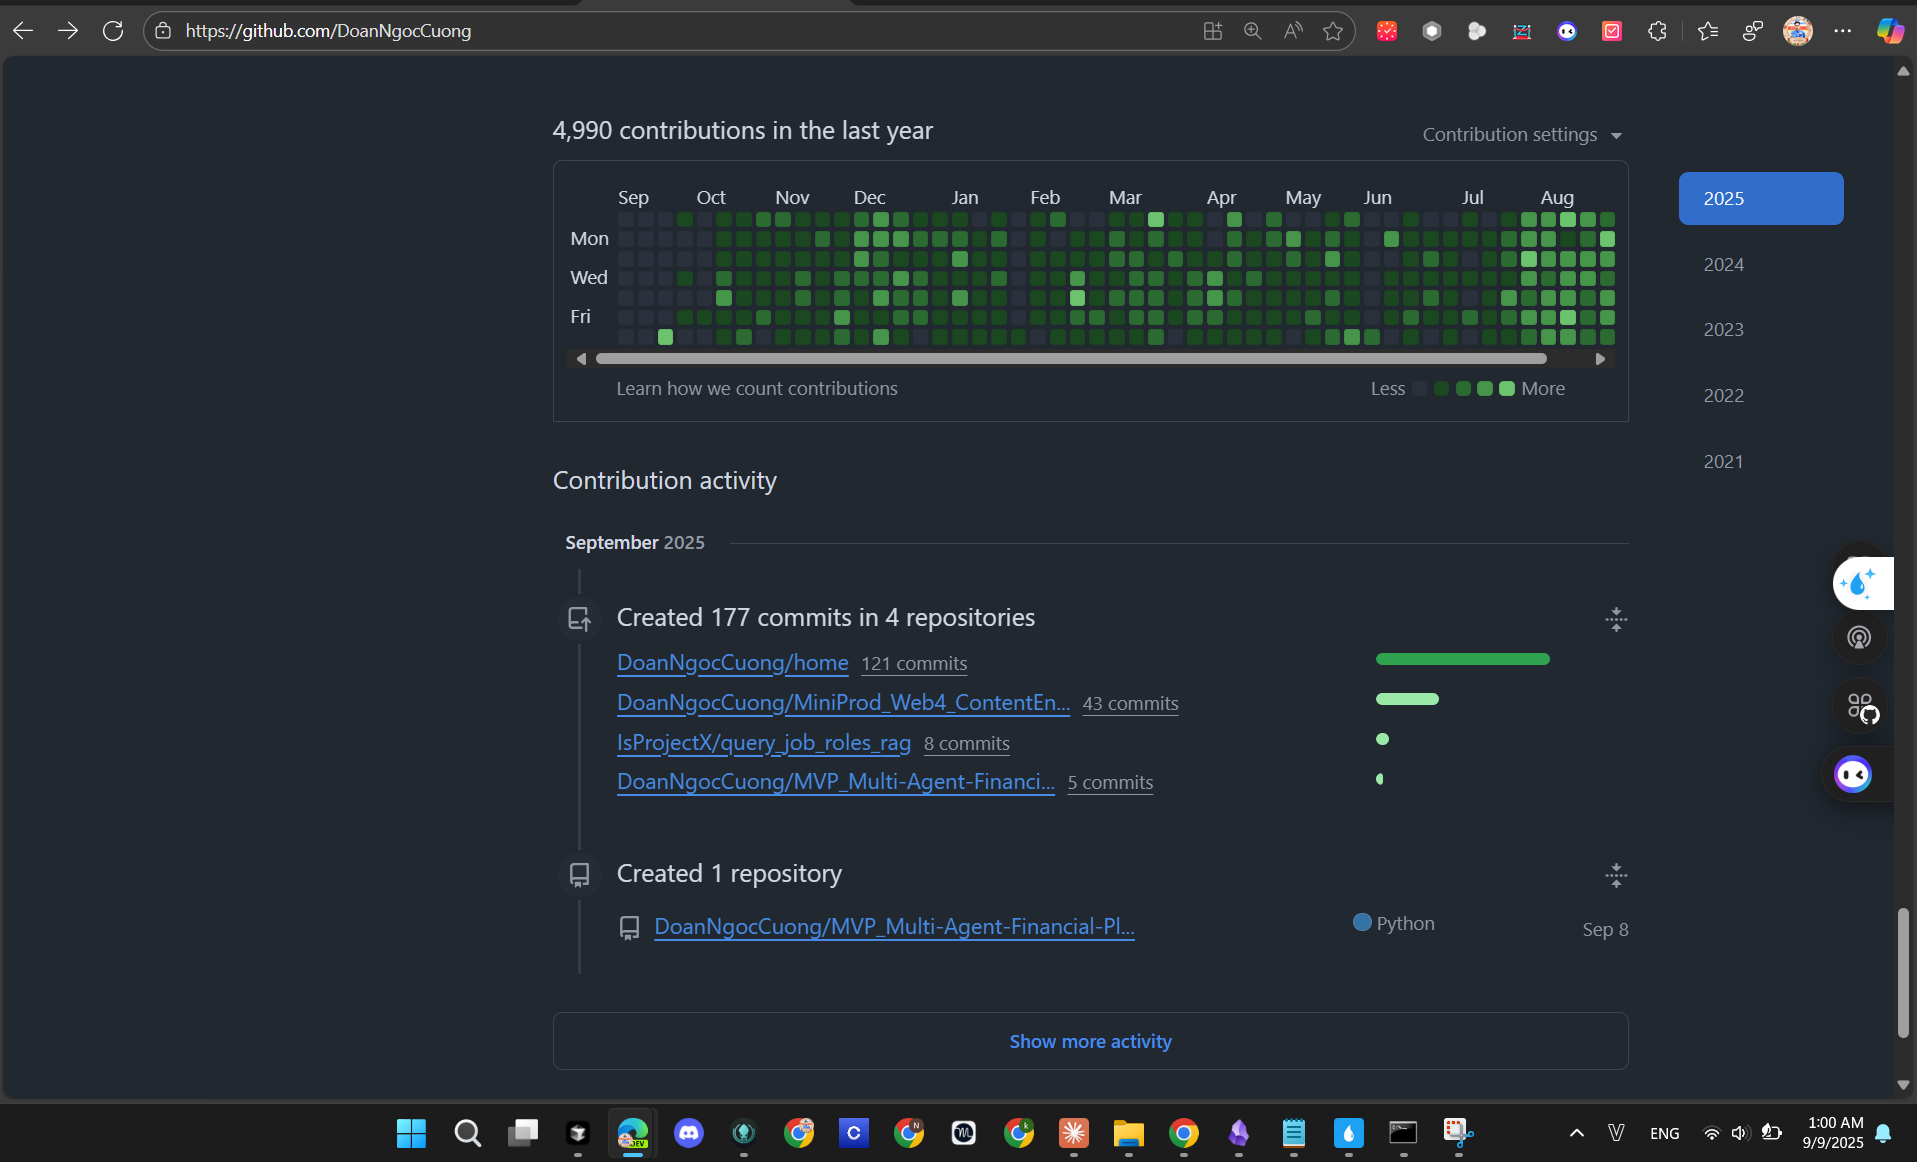 https://github.com/DoanNgocCuong
4,990 contributions in the last year
Contribution settings
Sep Oct Nov Dec Jan Feb Mar Apr May Jun Jul Aug
Mon
Wed
Fri
Learn how we count contributions
Less More
2025
2024
2023
2022
2021
Contribution activity
September 2025
Created 177 commits in 4 repositories
DoanNgocCuong/home 121 commits
DoanNgocCuong/MiniProd_Web4_ContentEn... 43 commits
IsProjectX/query_job_roles_rag 8 commits
DoanNgocCuong/MVP_Multi-Agent-Financi... 5 commits
Created 1 repository
DoanNgocCuong/MVP_Multi-Agent-Financial-Pl... Python Sep 8
Show more activity
ENG
1:00 AM
9/9/2025